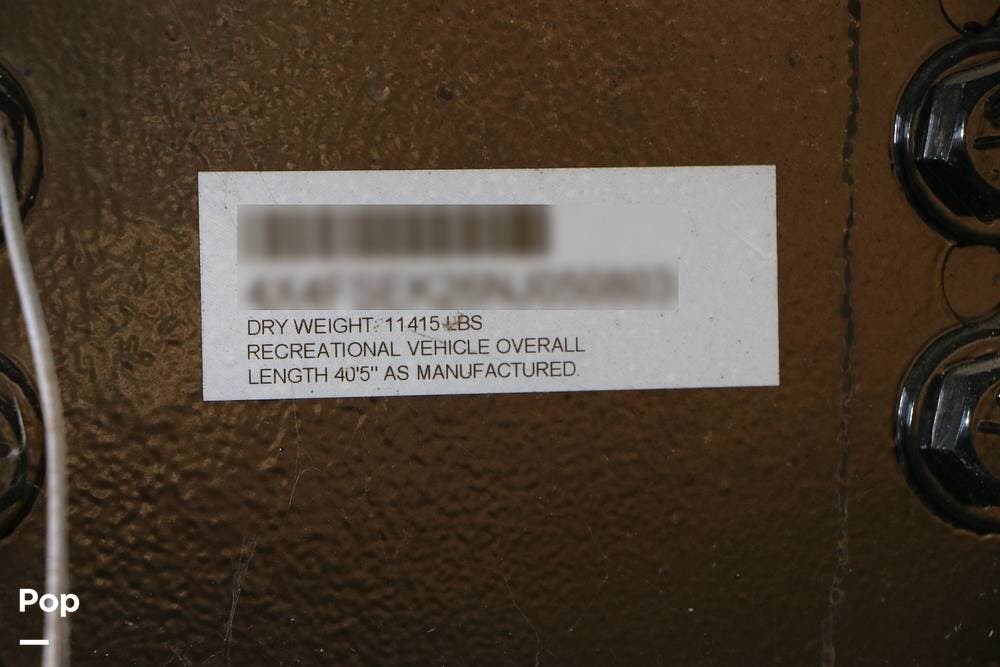 DRY WEIGHT: 11415 LBS
RECREATIONAL VEHICLE OVERALL
LENGTH 40'5" AS MANUFACTURED.
Pop